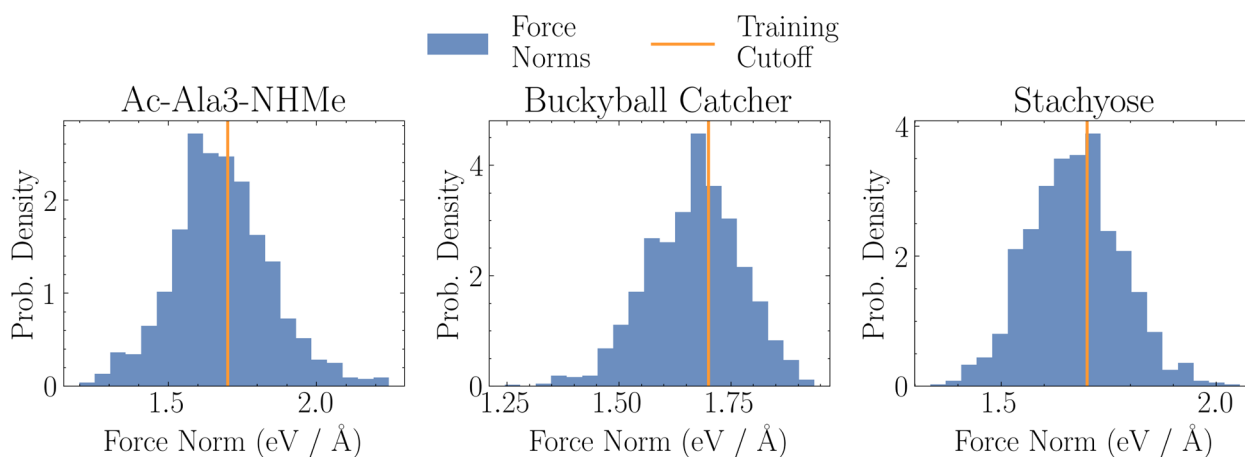 Force
Norms
Training
Cutoff
Ac-Ala3-NHMe
Prob. Density
0
1
2
1.5
2.0
Force Norm (eV / Å)
Buckyball Catcher
Prob. Density
0
2
4
1.25
1.50
1.75
Force Norm (eV / Å)
Stachyose
Prob. Density
0
2
4
1.5
2.0
Force Norm (eV / Å)